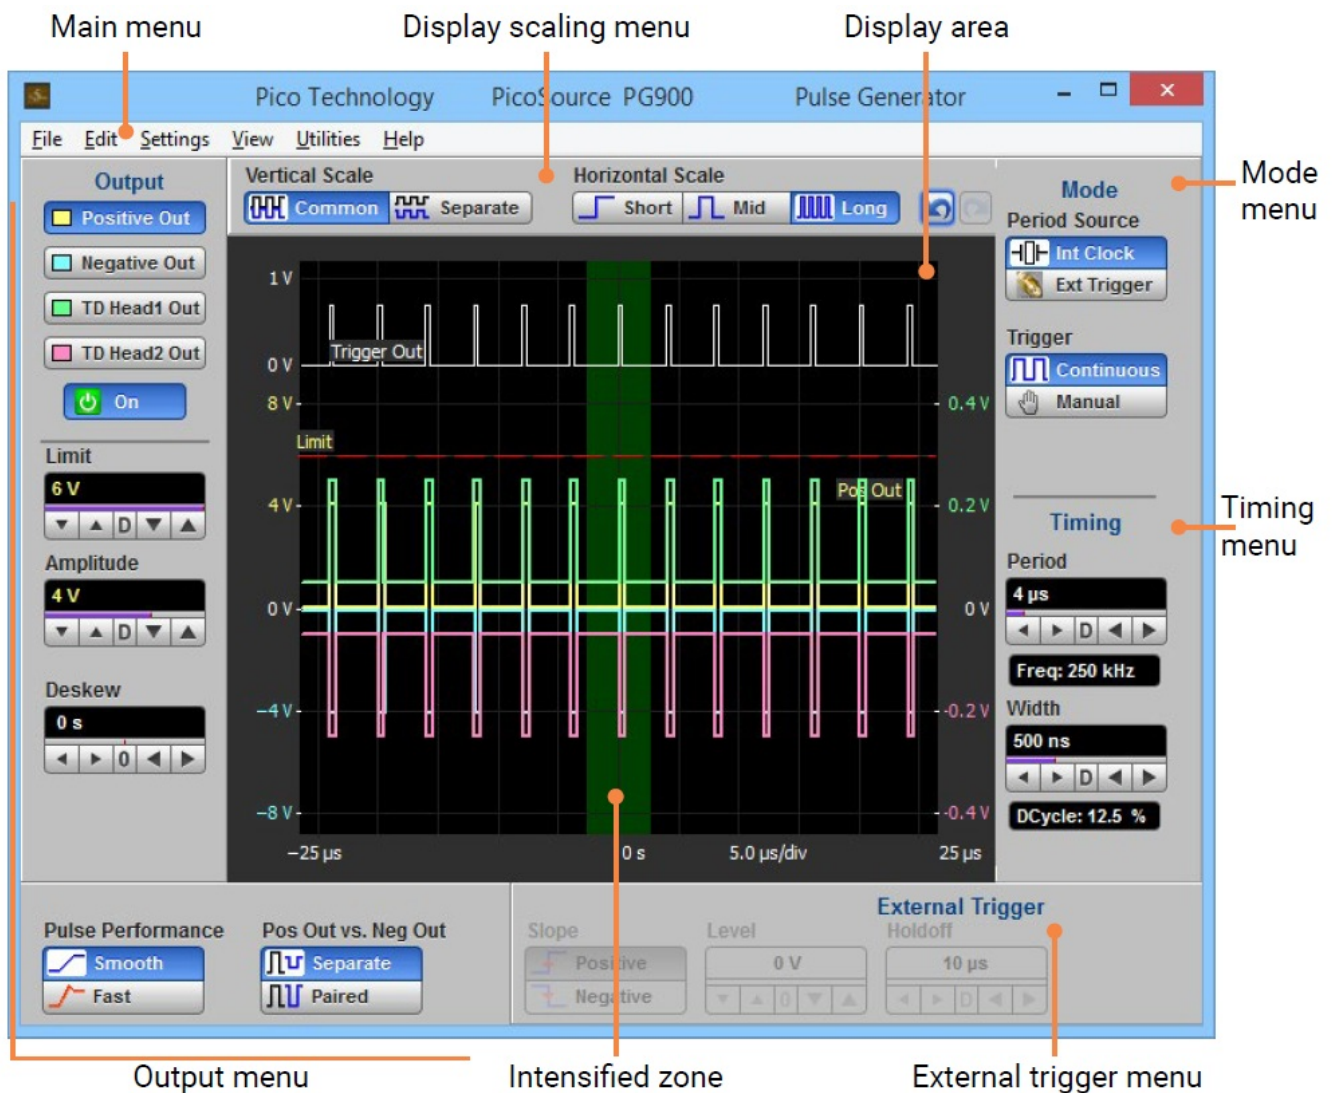 Main menu
Display scaling menu
Display area
Pico Technology PicoSource PG900 Pulse Generator
File Edit Settings View Utilities Help
Output
Positive Out
Negative Out
TD Head1 Out
TD Head2 Out
On
Limit
6 V
D
Amplitude
4 V
D
Deskew
0 s
0
Vertical Scale
Common Separate
Horizontal Scale
Short Mid Long
1 V
Trigger Out
0 V
8 V
0.4 V
Limit
Pos Out
4 V
0.2 V
0 V
0 V
−4 V
-0.2 V
−8 V
-0.4 V
−25 µs 0 s 5.0 µs/div 25 µs
Mode
menu
Mode
Period Source
Int Clock
Ext Trigger
Trigger
Continuous
Manual
Timing
menu
Timing
Period
4 µs
D
Freq: 250 kHz
Width
500 ns
D
DCycle: 12.5 %
Pulse Performance
Smooth
Fast
Pos Out vs. Neg Out
Separate
Paired
External Trigger
Slope
Positive
Negative
Level
0 V
0
Holdoff
10 µs
D
Output menu
Intensified zone
External trigger menu